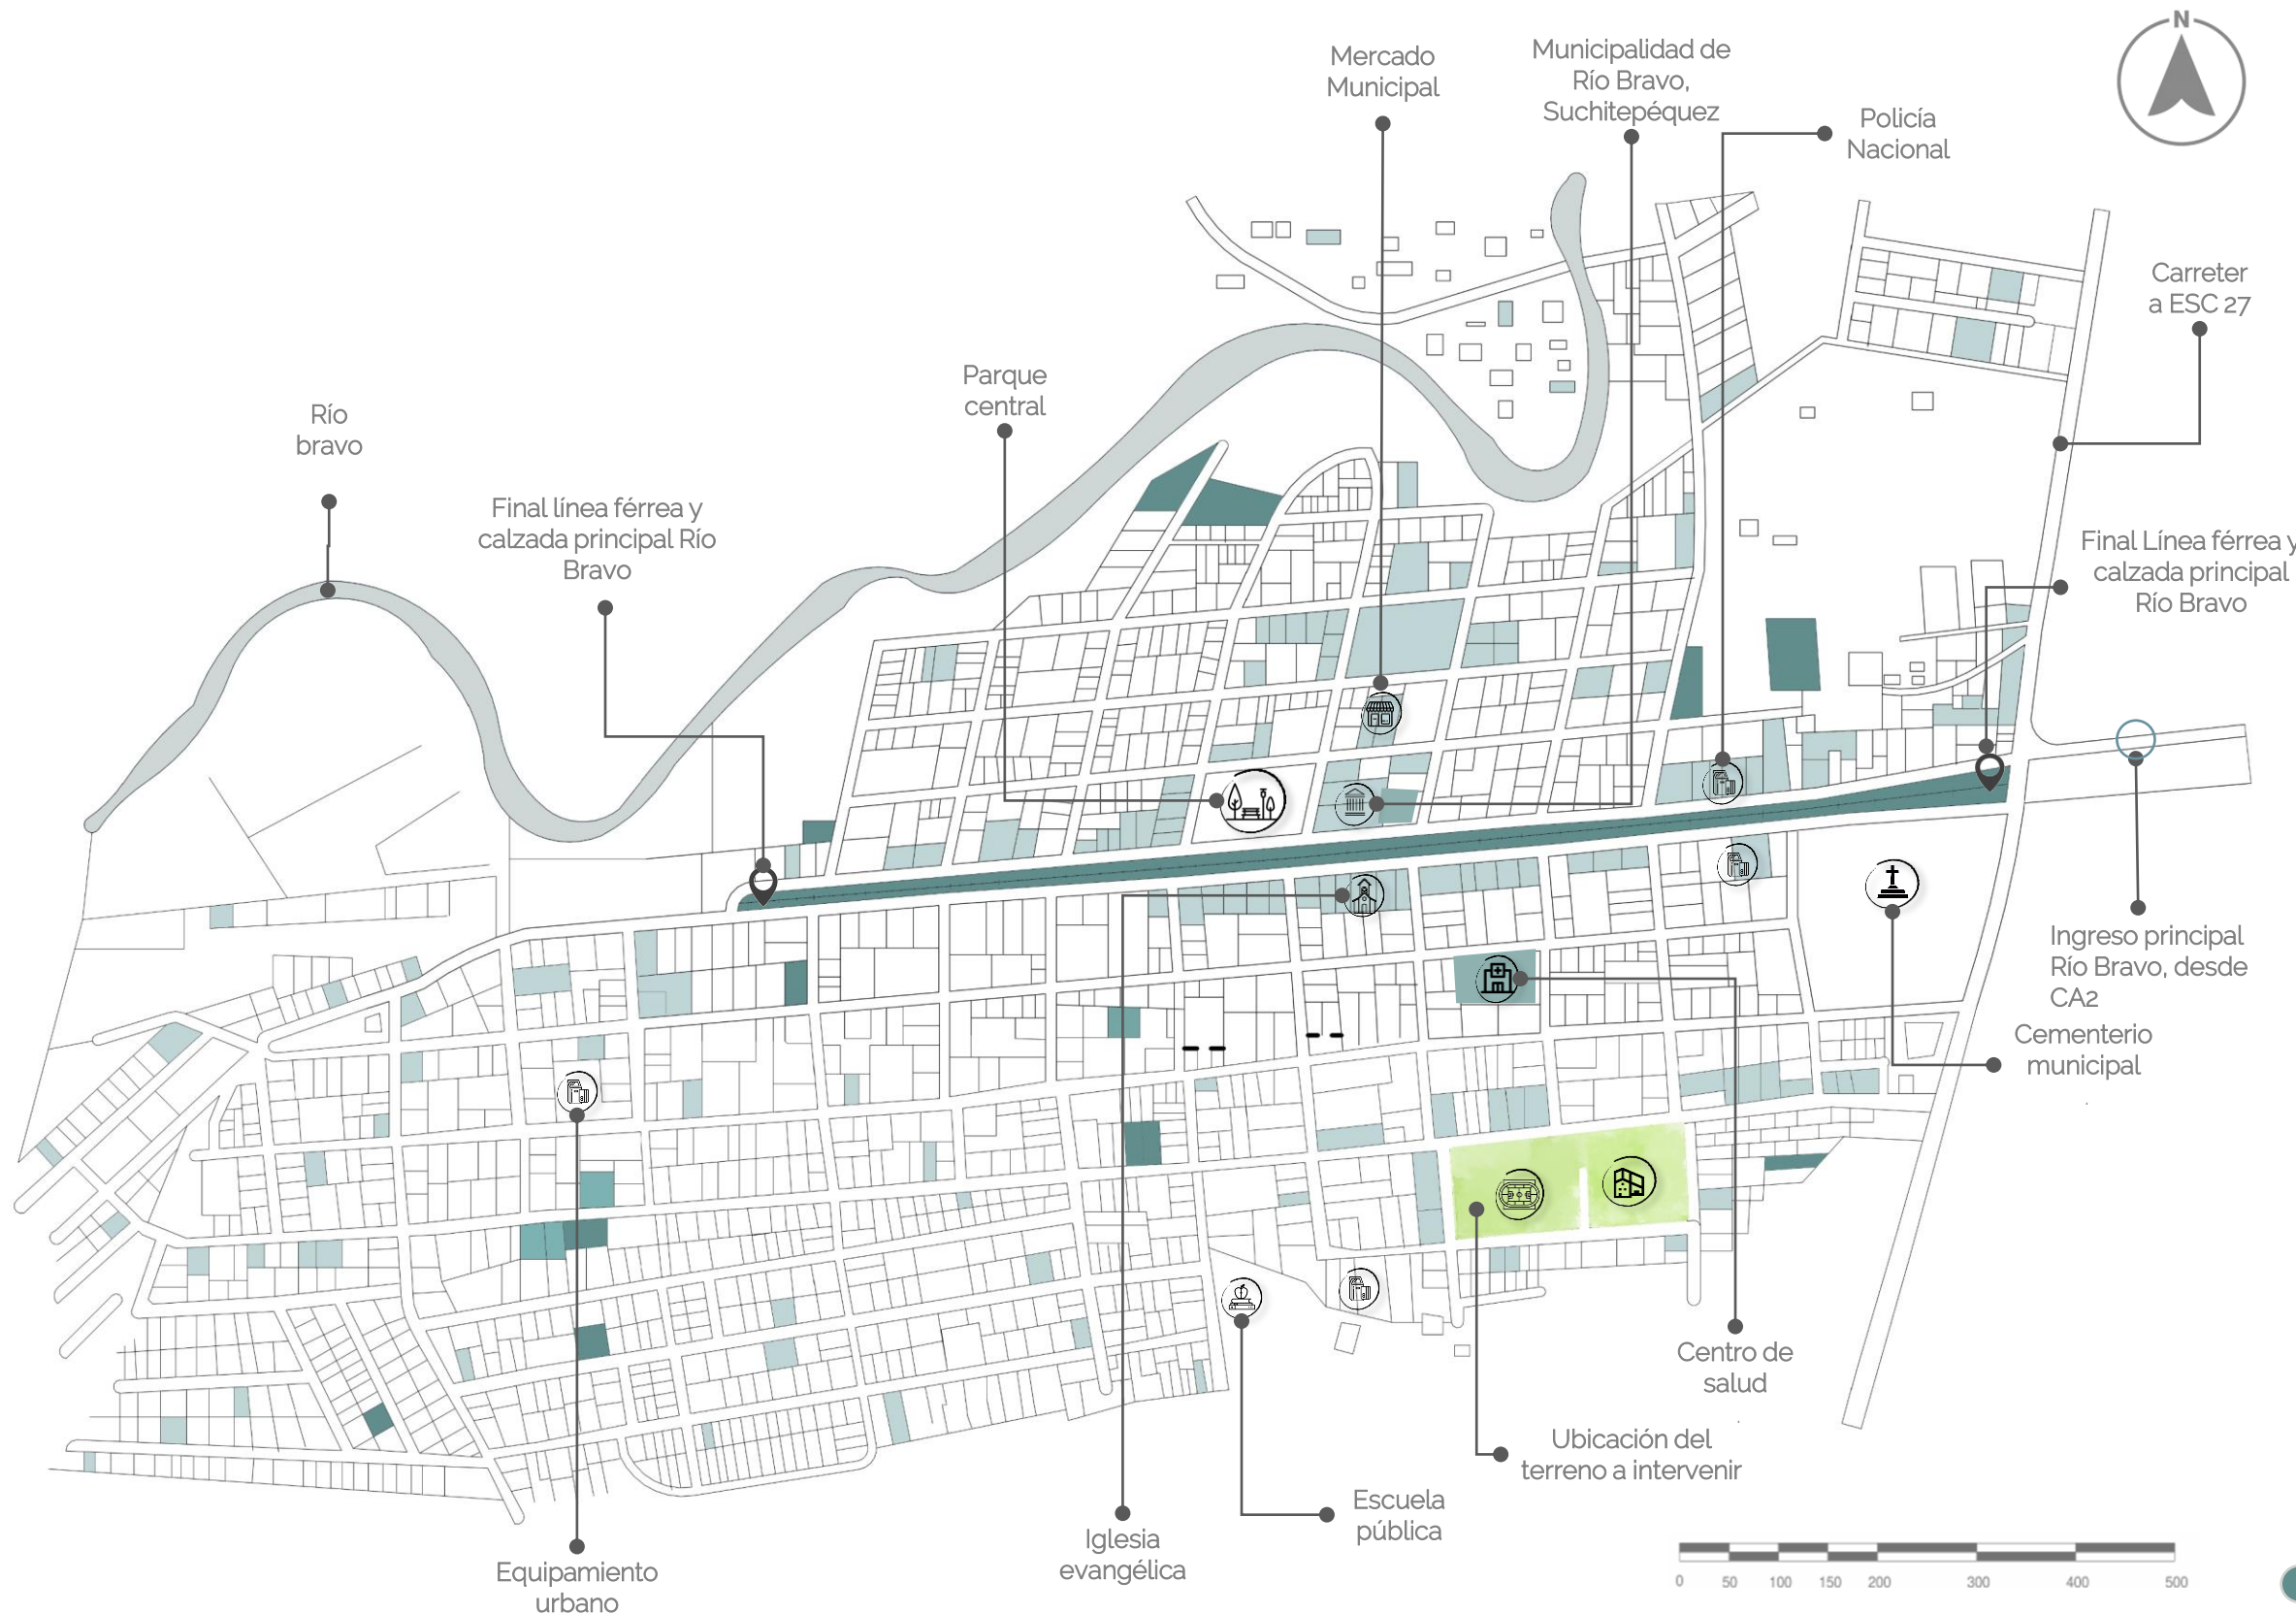 N
Mercado
Municipal
Municipalidad de
Río Bravo,
Suchitepéquez
Policía
Nacional
Carreter
a ESC 27
Parque
central
Río
bravo
Final línea férrea y
calzada principal Río
Bravo
Final Línea férrea y
calzada principal
Río Bravo
Ingreso principal
Río Bravo, desde
CA2
Cementerio
municipal
Centro de
salud
Ubicación del
terreno a intervenir
Escuela
pública
Iglesia
evangélica
Equipamiento
urbano
0 50 100 150 200 300 400 500